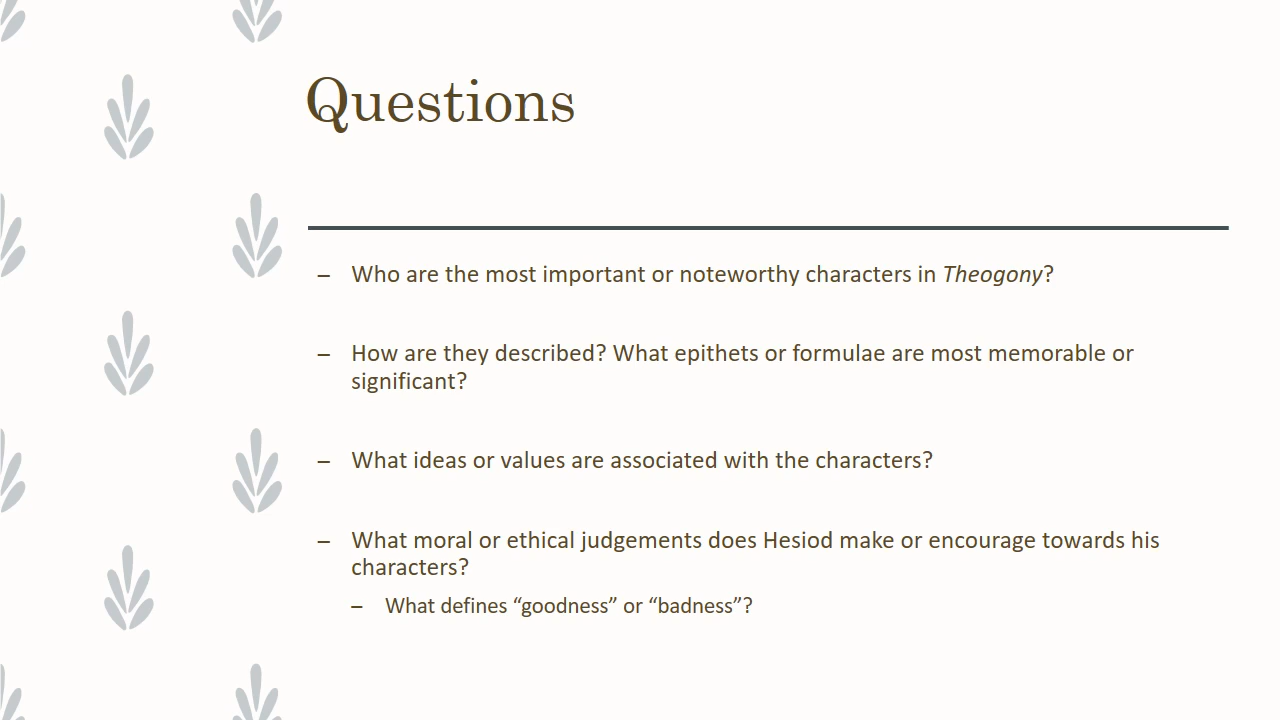 Questions
– Who are the most important or noteworthy characters in Theogony?
– How are they described? What epithets or formulae are most memorable or
significant?
– What ideas or values are associated with the characters?
– What moral or ethical judgements does Hesiod make or encourage towards his
characters?
– What defines “goodness” or “badness”?